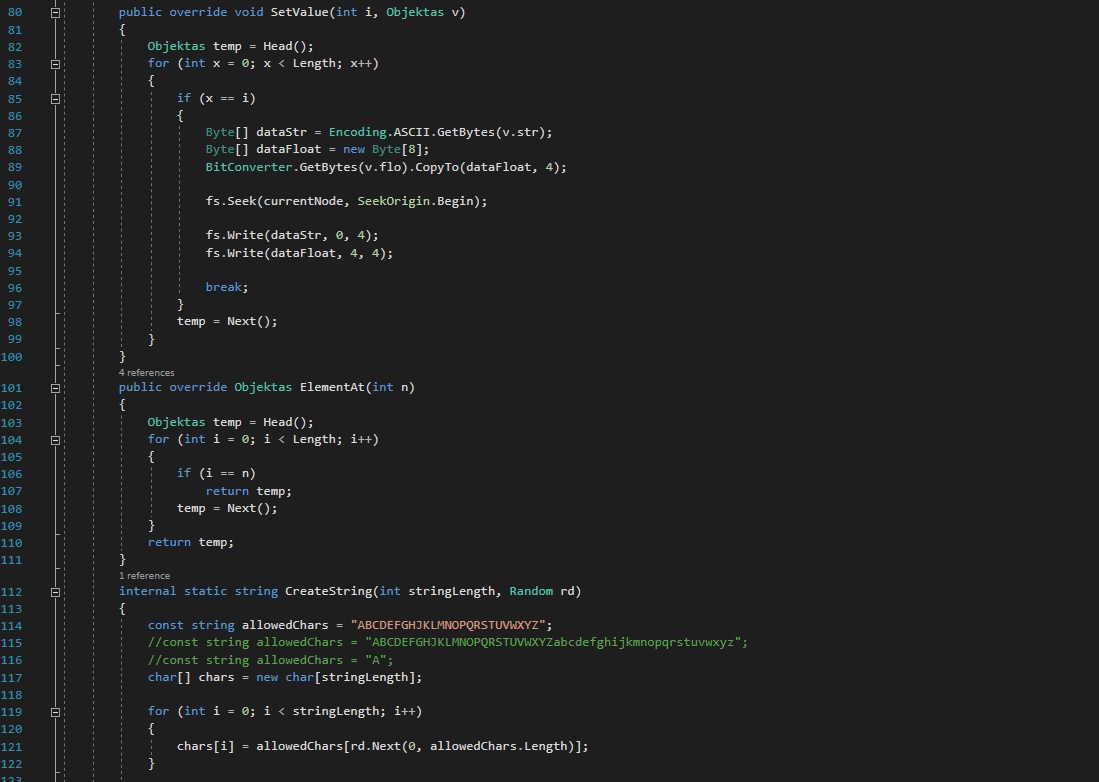 80 public override void SetValue(int i, Objektas v)
81 {
82 Objektas temp = Head();
83 for (int x = 0; x < Length; x++)
84 {
85 if (x == i)
86 {
87 Byte[] dataStr = Encoding.ASCII.GetBytes(v.str);
88 Byte[] dataFloat = new Byte[8];
89 BitConverter.GetBytes(v.flo).CopyTo(dataFloat, 4);
90
91 fs.Seek(currentNode, SeekOrigin.Begin);
92
93 fs.Write(dataStr, 0, 4);
94 fs.Write(dataFloat, 4, 4);
95
96 break;
97 }
98 temp = Next();
99 }
100 }
4 references
101 public override Objektas ElementAt(int n)
102 {
103 Objektas temp = Head();
104 for (int i = 0; i < Length; i++)
105 {
106 if (i == n)
107 return temp;
108 temp = Next();
109 }
110 return temp;
111 }
1 reference
112 internal static string CreateString(int stringLength, Random rd)
113 {
114 const string allowedChars = "ABCDEFGHJKLMNOPQRSTUVWXYZ";
115 //const string allowedChars = "ABCDEFGHJKLMNOPQRSTUVWXYZabcdefghijkmnopqrstuvwxyz";
116 //const string allowedChars = "A";
117 char[] chars = new char[stringLength];
118
119 for (int i = 0; i < stringLength; i++)
120 {
121 chars[i] = allowedChars[rd.Next(0, allowedChars.Length)];
122 }
123